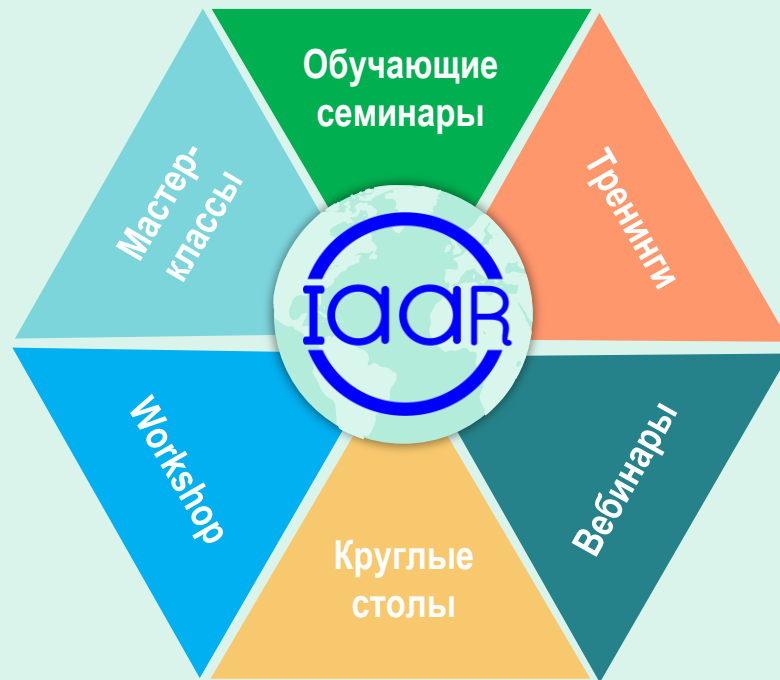 Обучающие
семинары
Тренинги
Вебинары
Круглые
столы
Workshop
Мастер-
классы
IaaR